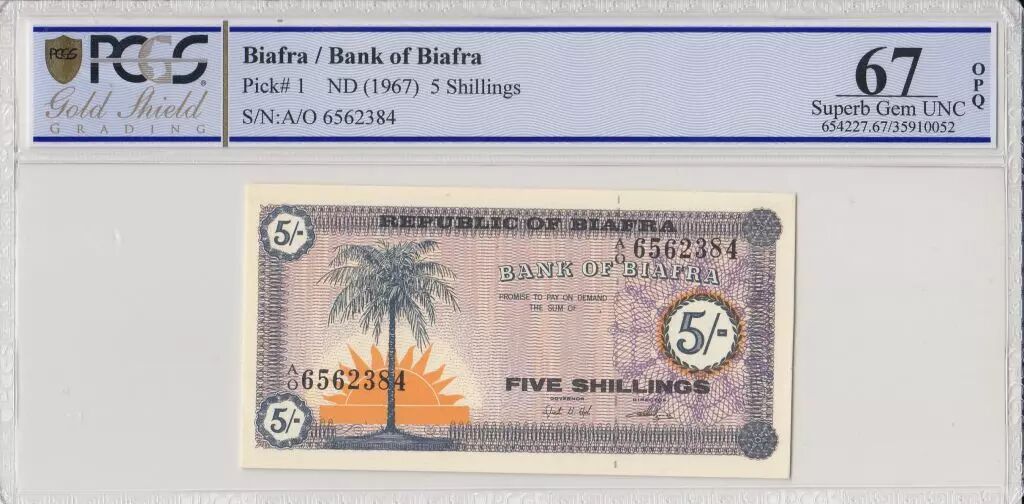 PCGS
PCGS
Gold Shield
GRADING
Biafra / Bank of Biafra
Pick# 1 ND (1967) 5 Shillings
S/N:A/O 6562384
67
Superb Gem UNC
654227.67/35910052
OPQ
5/-
REPUBLIC OF BIAFRA
A/O 6562384
BANK OF BIAFRA
PROMISE TO PAY ON DEMAND
THE SUM OF
5/-
A/O 6562384
FIVE SHILLINGS
GOVERNOR DIRECTOR
5/-